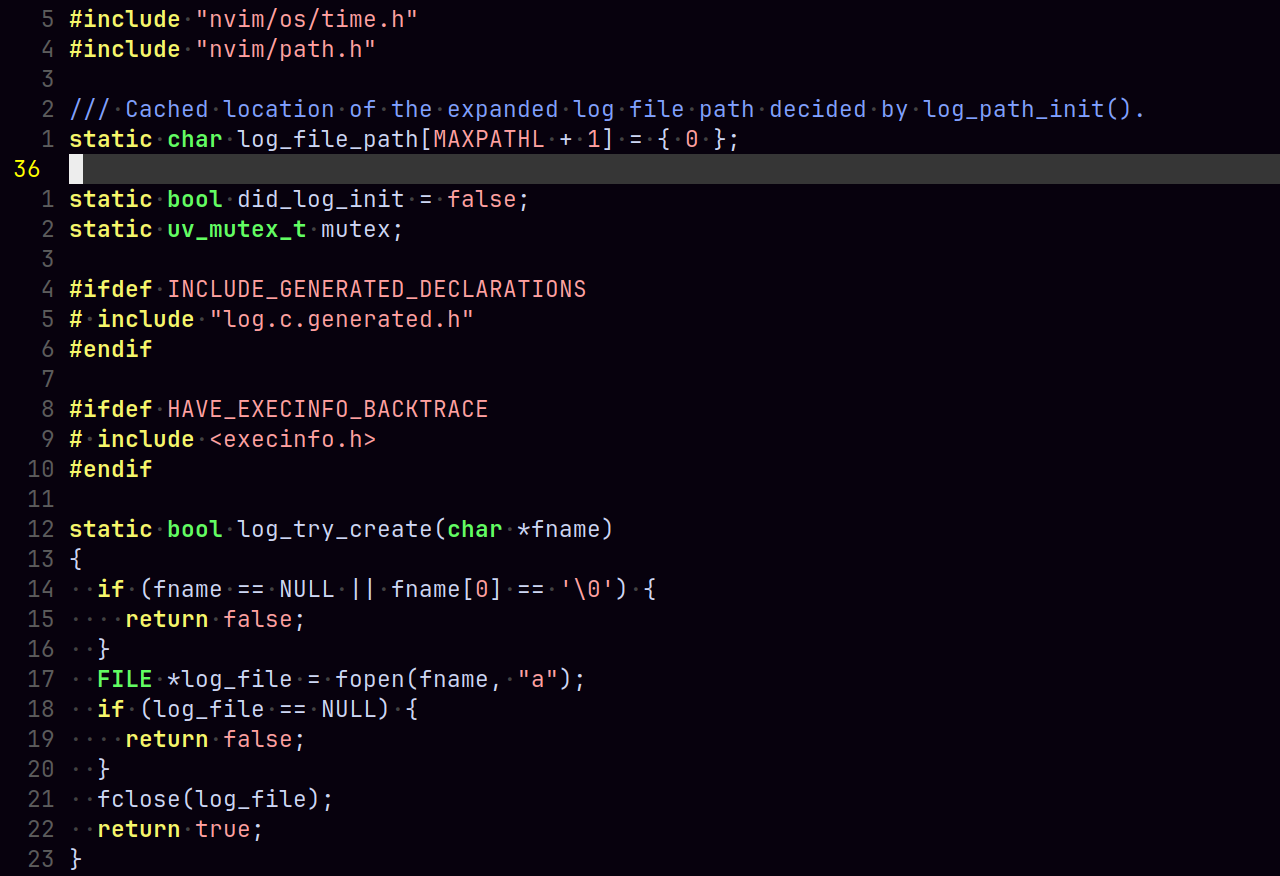 5 #include "nvim/os/time.h"
4 #include "nvim/path.h"
3
2 /// Cached location of the expanded log file path decided by log_path_init().
1 static char log_file_path[MAXPATHL + 1] = { 0 };
36
1 static bool did_log_init = false;
2 static uv_mutex_t mutex;
3
4 #ifdef INCLUDE_GENERATED_DECLARATIONS
5 # include "log.c.generated.h"
6 #endif
7
8 #ifdef HAVE_EXECINFO_BACKTRACE
9 # include <execinfo.h>
10 #endif
11
12 static bool log_try_create(char *fname)
13 {
14   if (fname == NULL || fname[0] == '\0') {
15     return false;
16   }
17   FILE *log_file = fopen(fname, "a");
18   if (log_file == NULL) {
19     return false;
20   }
21   fclose(log_file);
22   return true;
23 }